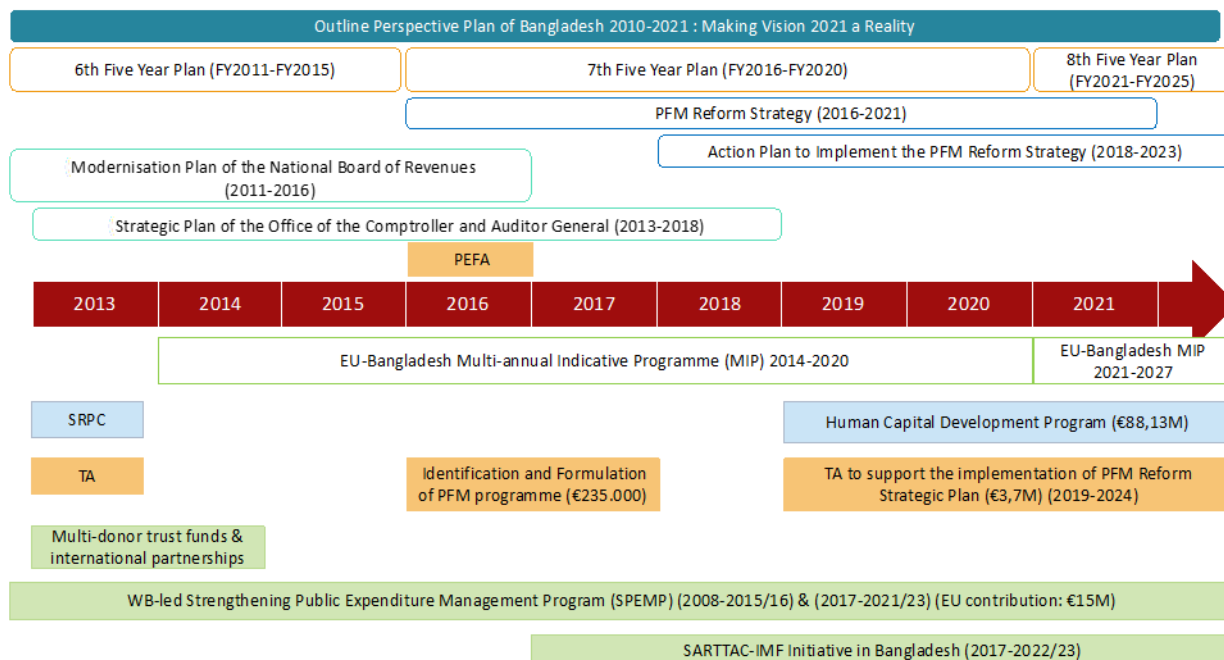 Outline Perspective Plan of Bangladesh 2010-2021 : Making Vision 2021 a Reality
6th Five Year Plan (FY2011-FY2015)
7th Five Year Plan (FY2016-FY2020)
8th Five Year Plan
(FY2021-FY2025)
PFM Reform Strategy (2016-2021)
Action Plan to Implement the PFM Reform Strategy (2018-2023)
Modernisation Plan of the National Board of Revenues
(2011-2016)
Strategic Plan of the Office of the Comptroller and Auditor General (2013-2018)
PEFA
2013
2014
2015
2016
2017
2018
2019
2020
2021
EU-Bangladesh Multi-annual Indicative Programme (MIP) 2014-2020
EU-Bangladesh MIP
2021-2027
SRPC
Human Capital Development Program (€88,13M)
TA
Identification and Formulation
of PFM programme (€235.000)
TA to support the implementation of PFM Reform
Strategic Plan (€3,7M) (2019-2024)
Multi-donor trust funds &
international partnerships
WB-led Strengthening Public Expenditure Management Program (SPEMP) (2008-2015/16) & (2017-2021/23) (EU contribution: €15M)
SARTTAC-IMF Initiative in Bangladesh (2017-2022/23)